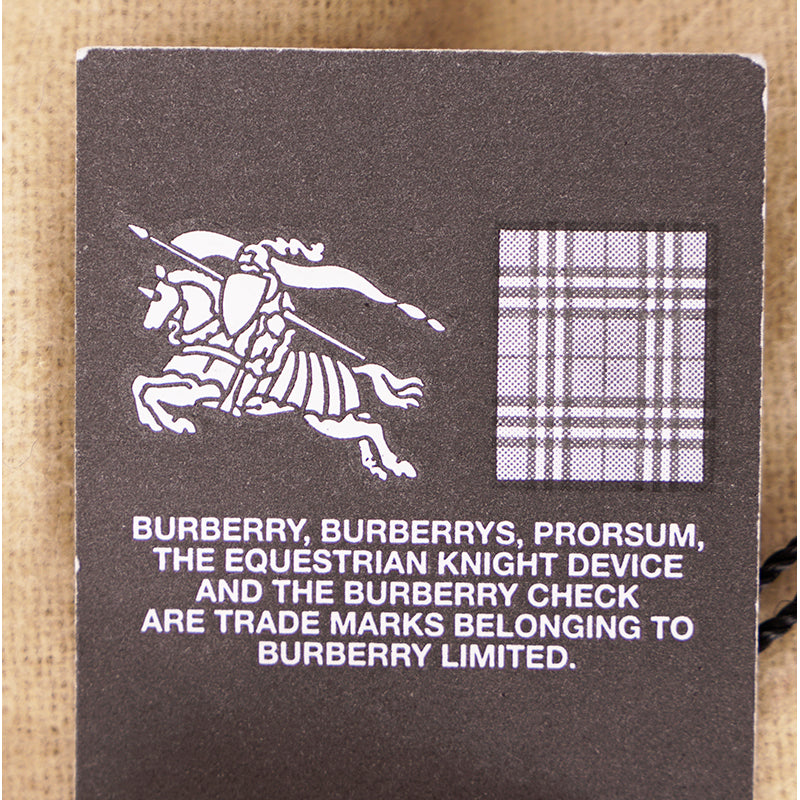 BURBERRY, BURBERRYS, PRORSUM,
THE EQUESTRIAN KNIGHT DEVICE
AND THE BURBERRY CHECK
ARE TRADE MARKS BELONGING TO
BURBERRY LIMITED.